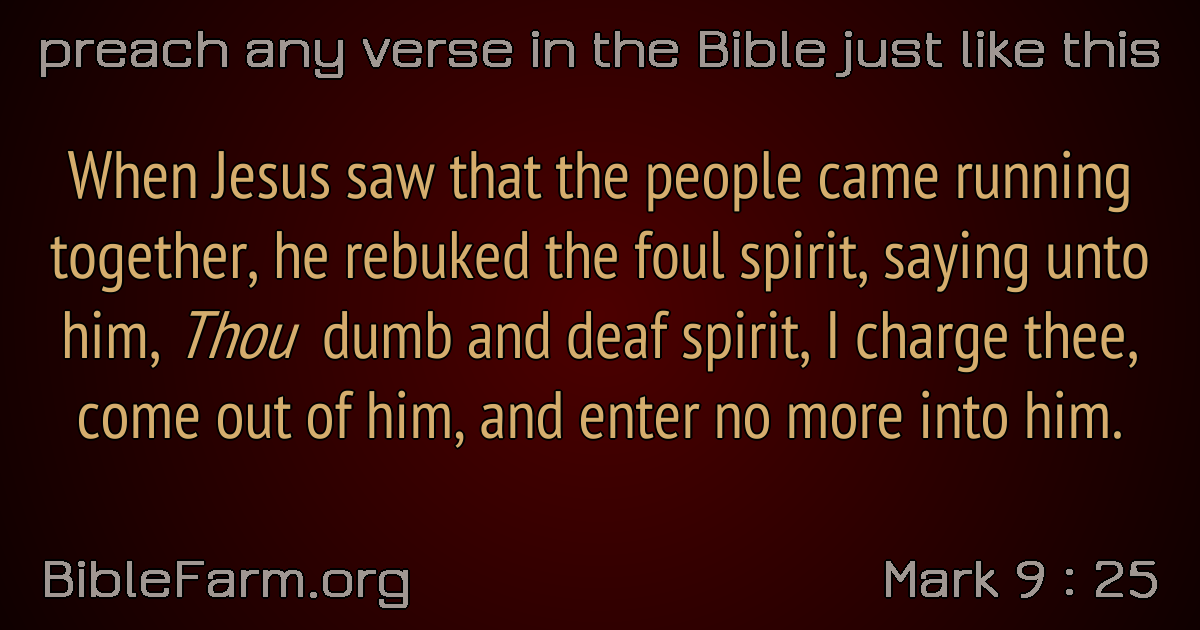 preach any verse in the Bible just like this
When Jesus saw that the people came running
together, he rebuked the foul spirit, saying unto
him, Thou dumb and deaf spirit, I charge thee,
come out of him, and enter no more into him.
BibleFarm.org
Mark 9 : 25